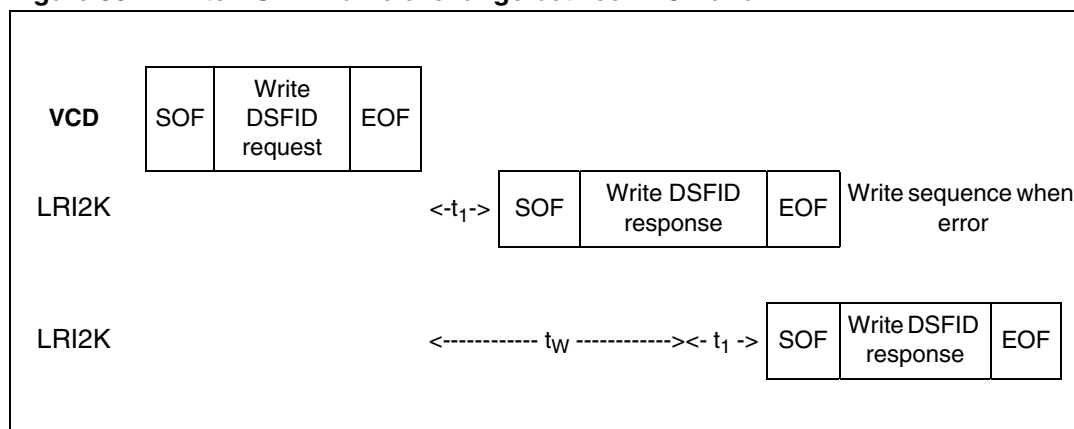 VCD
SOF
Write
DSFID
request
EOF
LRI2K
<-t1->
SOF
Write DSFID
response
EOF
Write sequence when
error
LRI2K
<------------ tW ------------><- t1 ->
SOF
Write DSFID
response
EOF